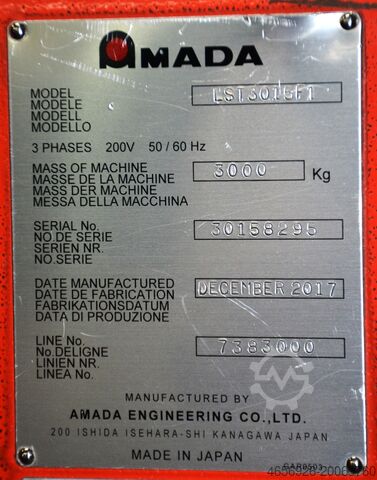 AMADA
MODEL LST3015F1
MODELE
MODELL
MODELLO
3 PHASES 200V 50 / 60 Hz
MASS OF MACHINE 3000 Kg
MASSE DE LA MACHINE
MASS DER MACHINE
MESSA DELLA MACCHINA
SERIAL No. 30158295
NO.DE SERIE
SERIEN NR.
NO.SERIE
DATE MANUFACTURED DECEMBER 2017
DATE DE FABRICATION
FABRIKATIONSDATUM
DATA DI PRODUZIONE
LINE No. 7383000
No.DELIGNE
LINIEN NR.
LINEA No.
MANUFACTURED BY
AMADA ENGINEERING CO.,LTD.
200 ISHIDA ISEHARA-SHI KANAGAWA JAPAN
MADE IN JAPAN